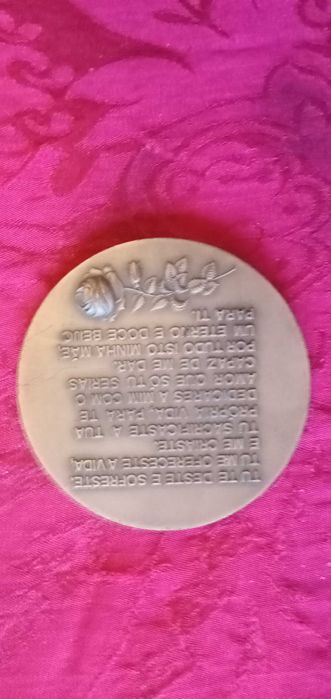 TU TE DESTE E SOFRESTE.
TU ME OFERECESTE A VIDA,
E ME CRIASTE.
TU SACRIFICASTE A TUA
PRÓPRIA VIDA, PARA TE
DEDICARES A MIM COM O
AMOR QUE SÓ TU SERIAS
CAPAZ DE ME DAR.
POR TUDO ISTO MINHA MÃE,
UM ETERNO E DOCE BEIJO
PARA TI.